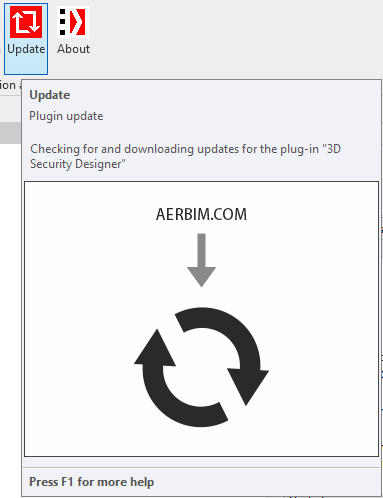 Update About
ion a
Update
Plugin update
Checking for and downloading updates for the plug-in "3D
Security Designer"
AERBIM.COM
Press F1 for more help